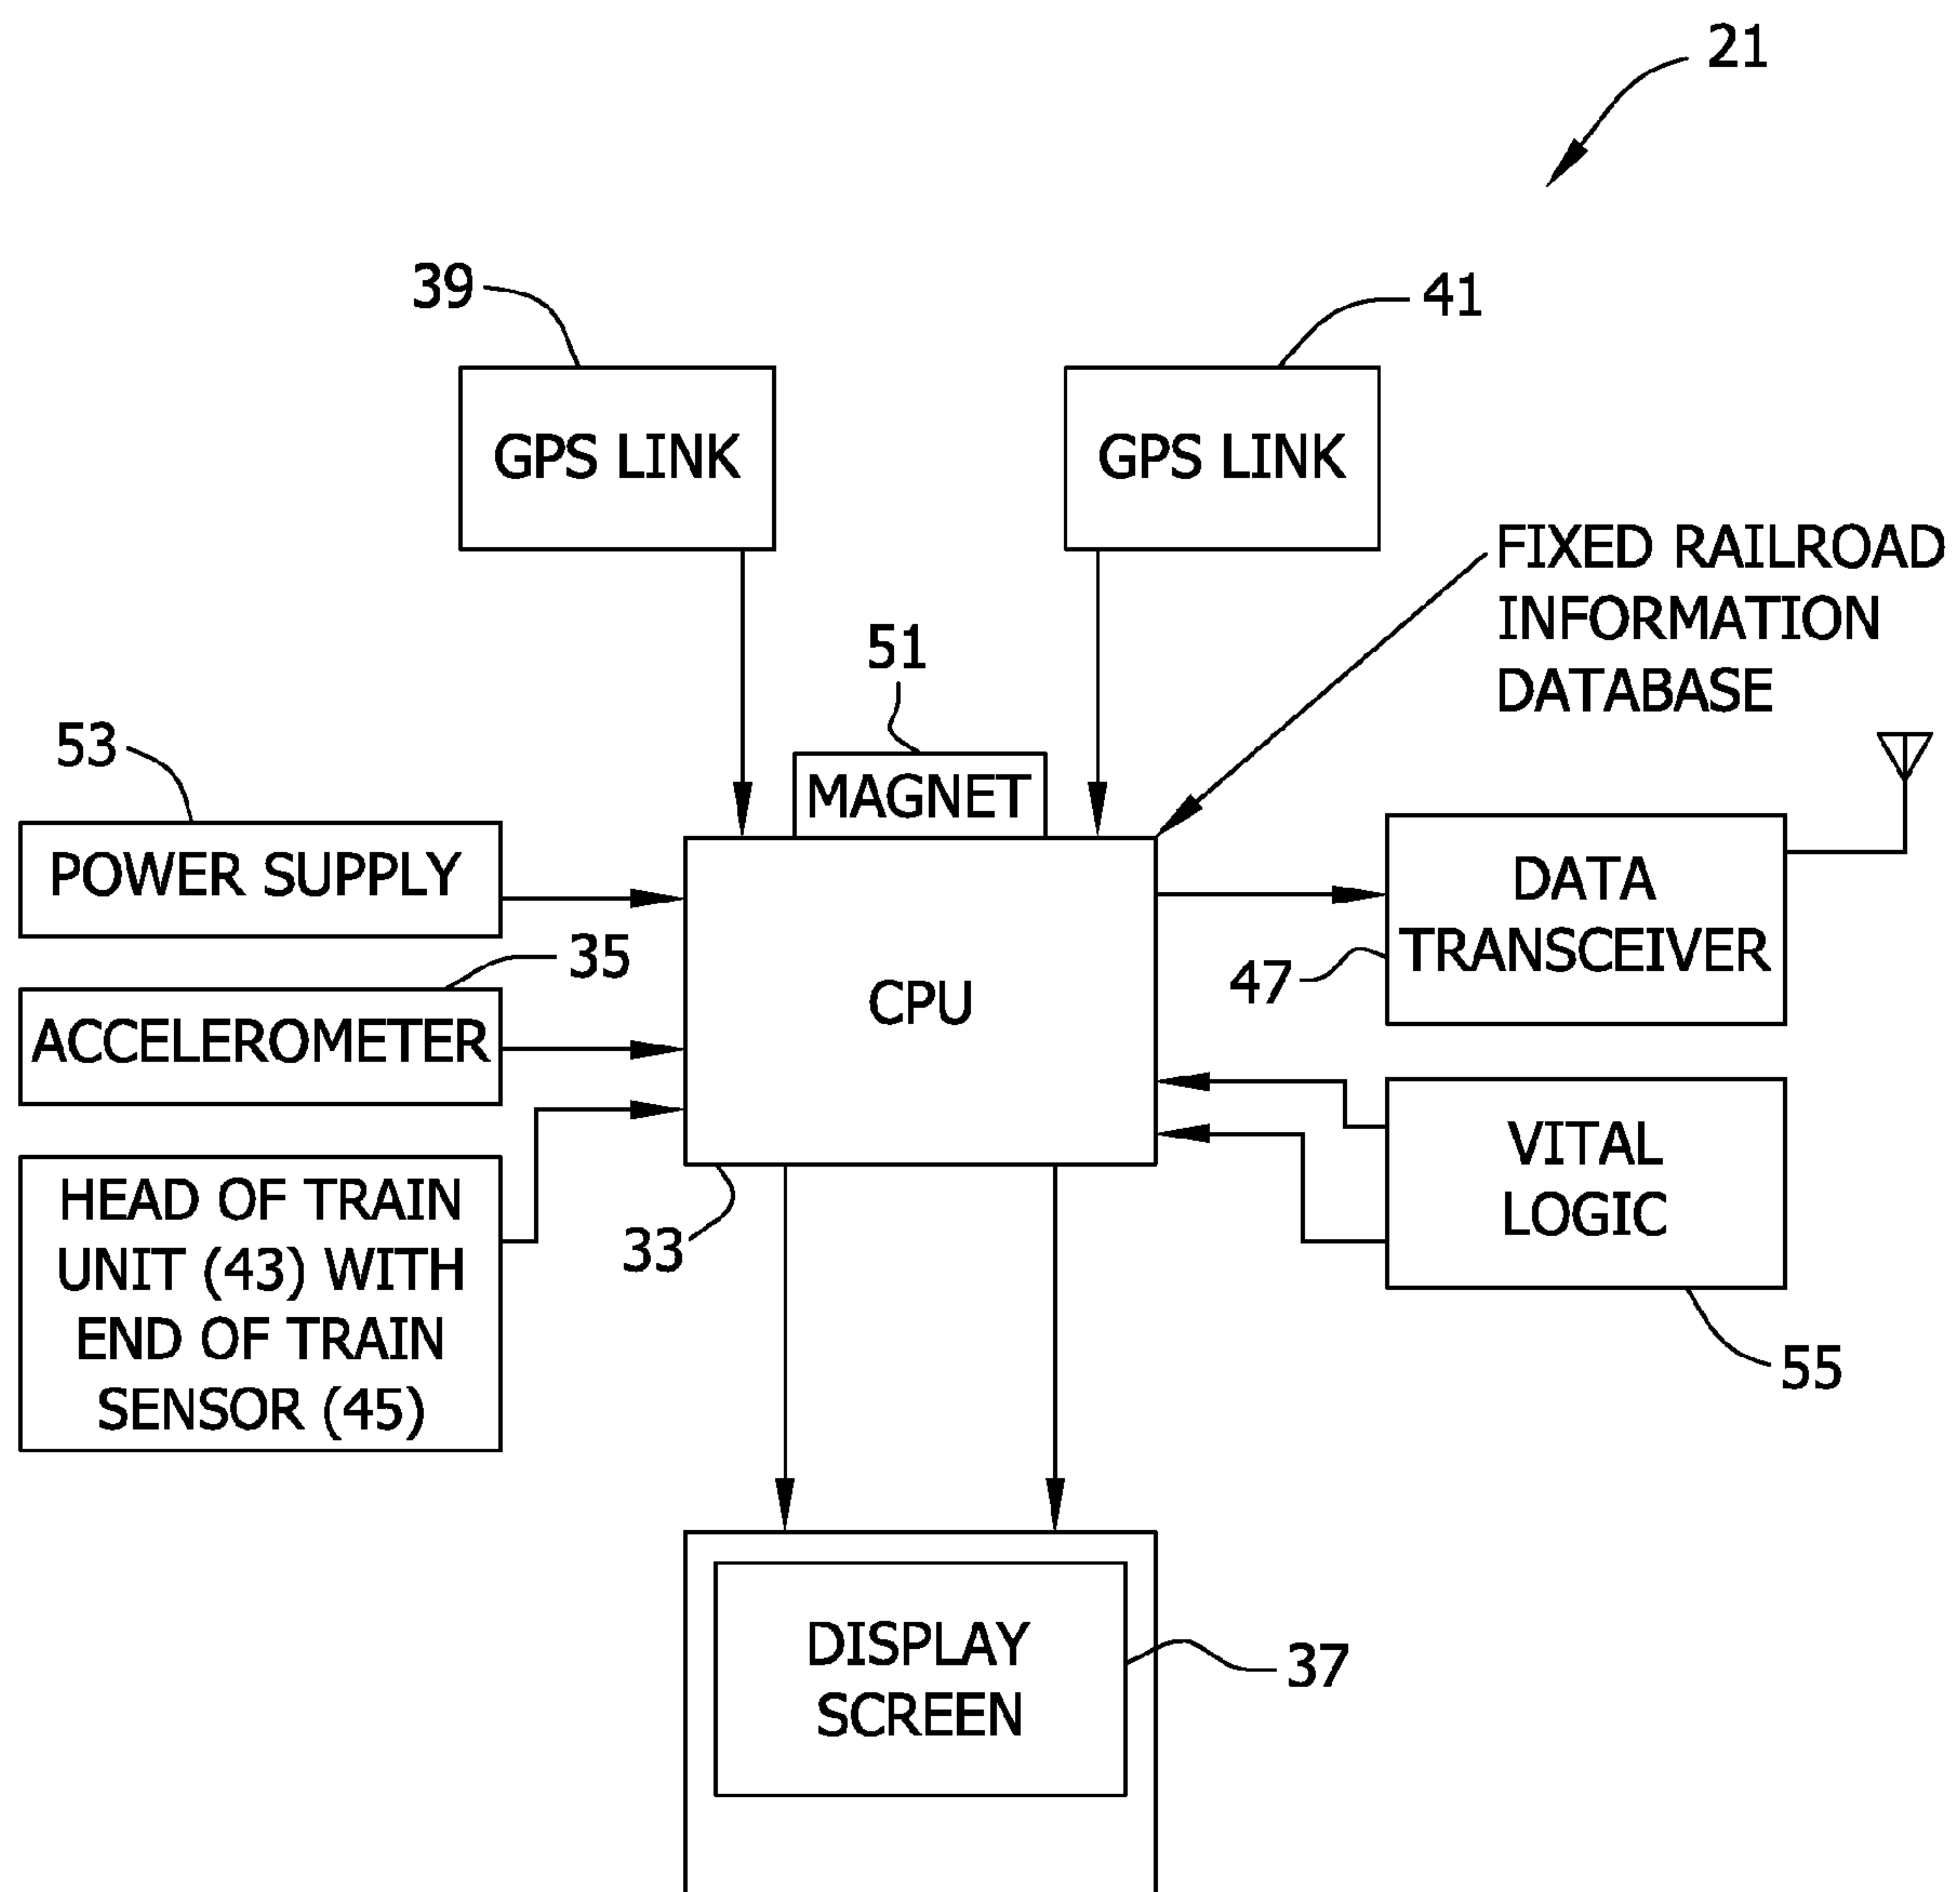 21
39
41
GPS LINK
GPS LINK
FIXED RAILROAD
INFORMATION
DATABASE
51
MAGNET
53
POWER SUPPLY
35
ACCELEROMETER
HEAD OF TRAIN
UNIT (43) WITH
END OF TRAIN
SENSOR (45)
CPU
33
DATA
TRANSCEIVER
47
VITAL
LOGIC
55
DISPLAY
SCREEN
37